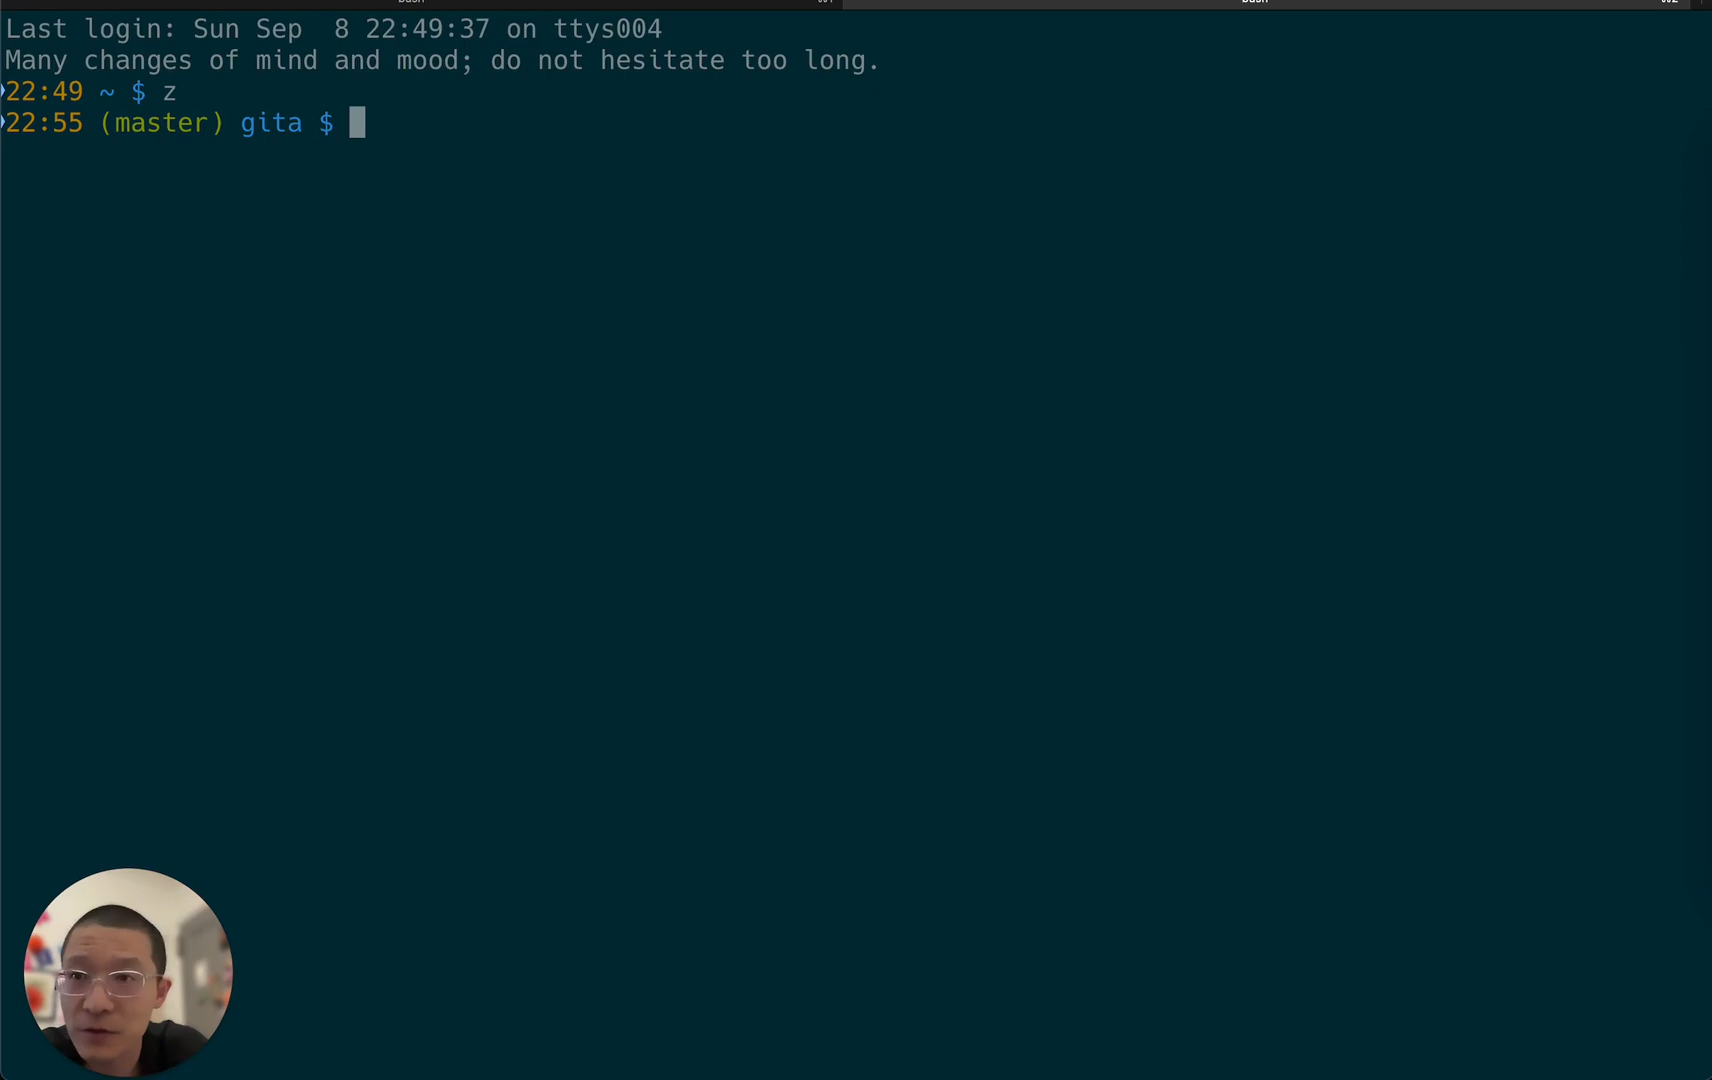 Last login: Sun Sep  8 22:49:37 on ttys004
Many changes of mind and mood; do not hesitate too long.
22:49 ~ $ z
22:55 (master) gita $